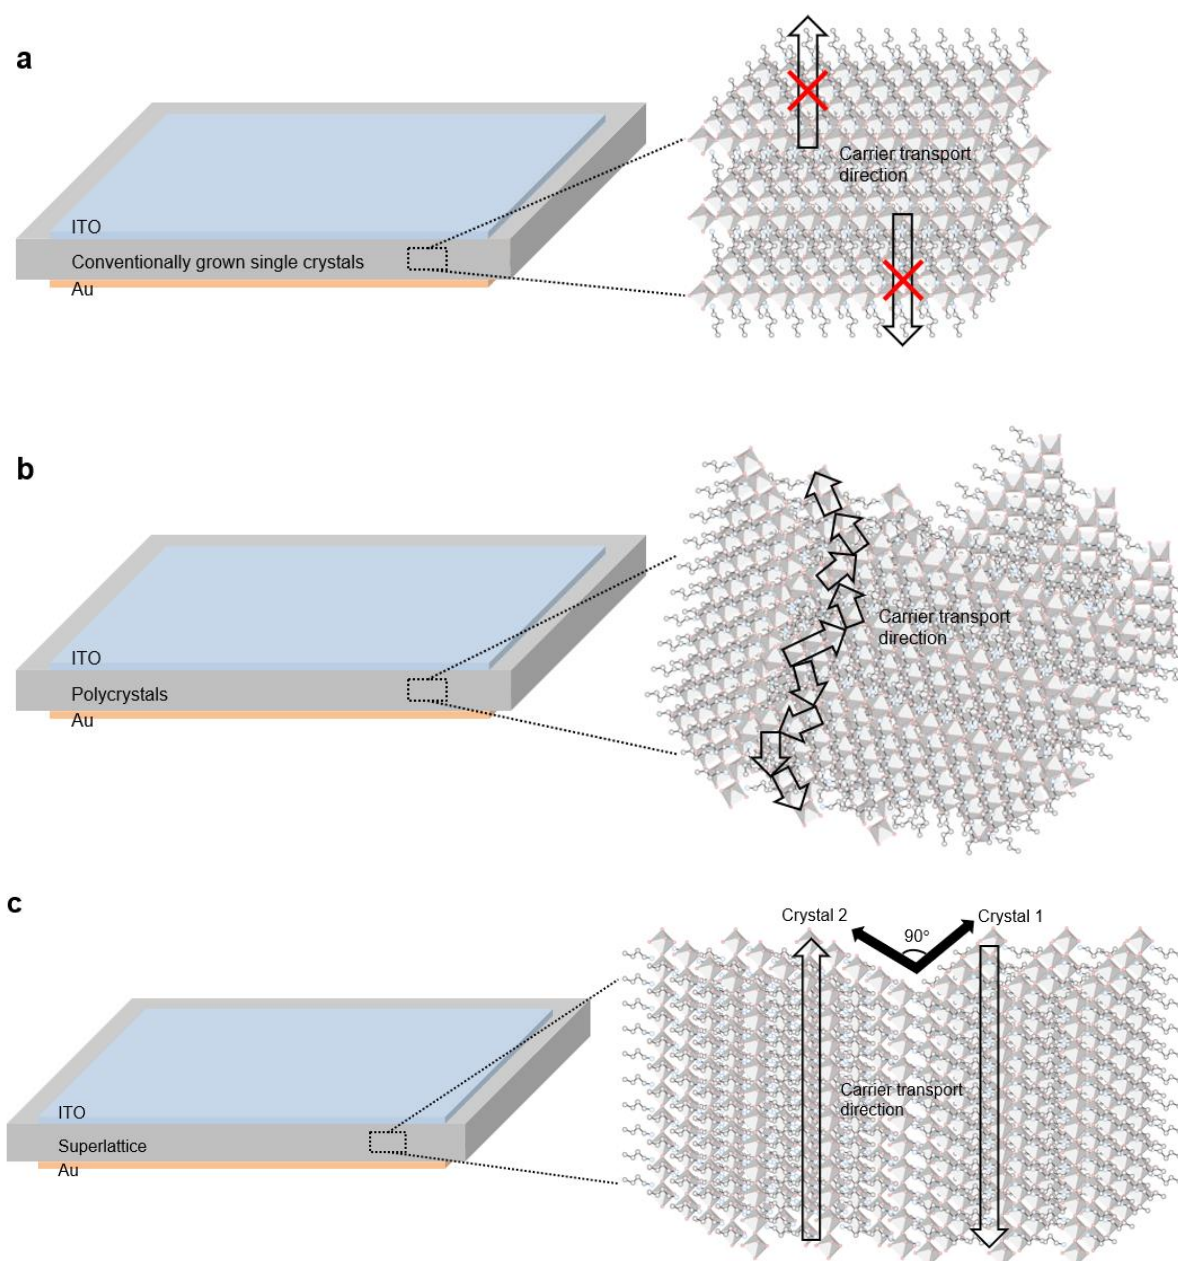 a
ITO
Conventionally grown single crystals
Au
Carrier transport
direction
b
ITO
Polycrystals
Au
Carrier transport
direction
c
ITO
Superlattice
Au
Crystal 2
90°
Crystal 1
Carrier transport
direction